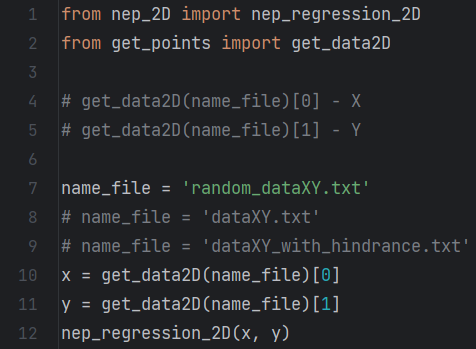 1 from nep_2D import nep_regression_2D
2 from get_points import get_data2D
3
4 # get_data2D(name_file)[0] - X
5 # get_data2D(name_file)[1] - Y
6
7 name_file = 'random_dataXY.txt'
8 # name_file = 'dataXY.txt'
9 # name_file = 'dataXY_with_hindrance.txt'
10 x = get_data2D(name_file)[0]
11 y = get_data2D(name_file)[1]
12 nep_regression_2D(x, y)